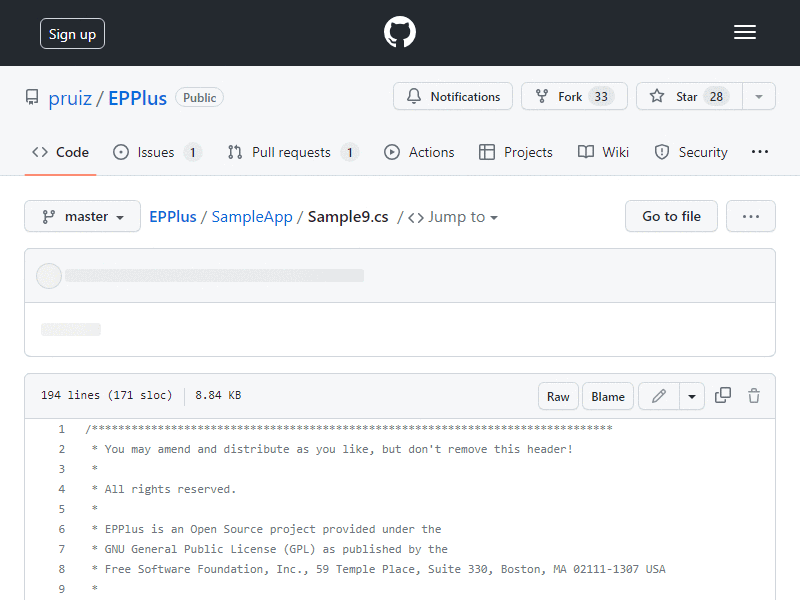 Sign up
pruiz / EPPlus Public
Notifications Fork 33 Star 28
Code Issues 1 Pull requests 1 Actions Projects Wiki Security ...
master EPPlus / SampleApp / Sample9.cs / <> Jump to Go to file ...
194 lines (171 sloc) 8.84 KB Raw Blame
1 /*******************************************************************************
2 * You may amend and distribute as you like, but don't remove this header!
3 *
4 * All rights reserved.
5 *
6 * EPPlus is an Open Source project provided under the
7 * GNU General Public License (GPL) as published by the
8 * Free Software Foundation, Inc., 59 Temple Place, Suite 330, Boston, MA 02111-1307 USA
9 *